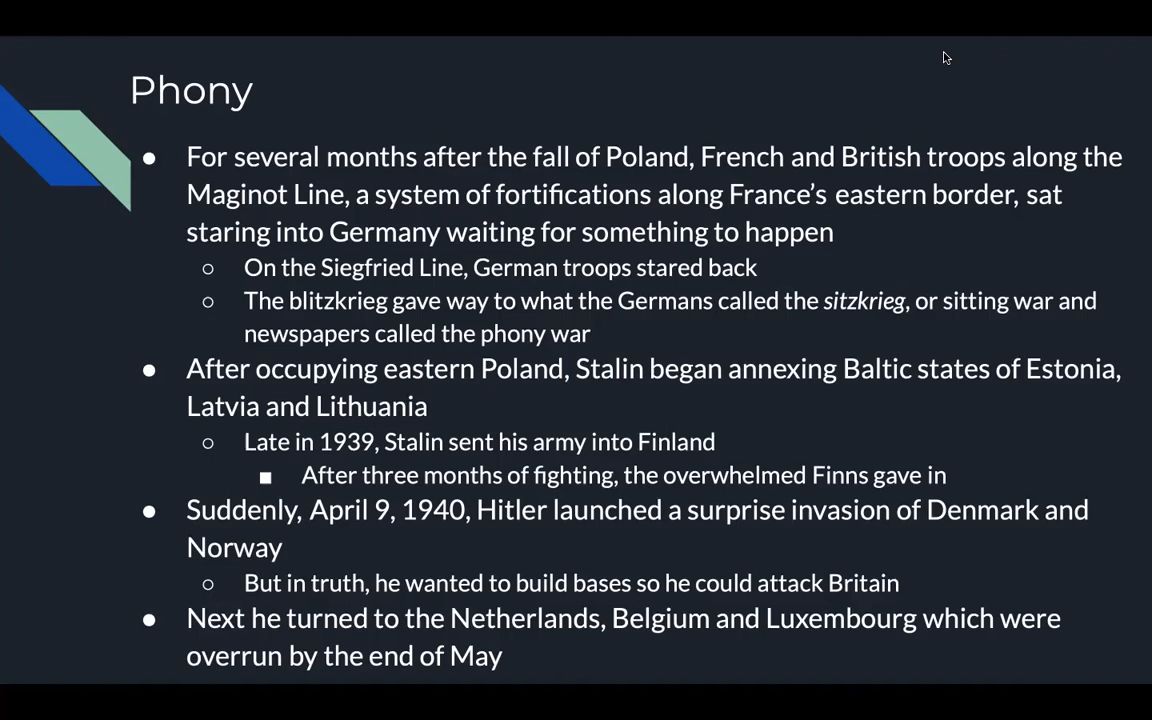 Phony
● For several months after the fall of Poland, French and British troops along the
Maginot Line, a system of fortifications along France’s eastern border, sat
staring into Germany waiting for something to happen
○ On the Siegfried Line, German troops stared back
○ The blitzkrieg gave way to what the Germans called the sitzkrieg, or sitting war and
newspapers called the phony war
● After occupying eastern Poland, Stalin began annexing Baltic states of Estonia,
Latvia and Lithuania
○ Late in 1939, Stalin sent his army into Finland
■ After three months of fighting, the overwhelmed Finns gave in
● Suddenly, April 9, 1940, Hitler launched a surprise invasion of Denmark and
Norway
○ But in truth, he wanted to build bases so he could attack Britain
● Next he turned to the Netherlands, Belgium and Luxembourg which were
overrun by the end of May